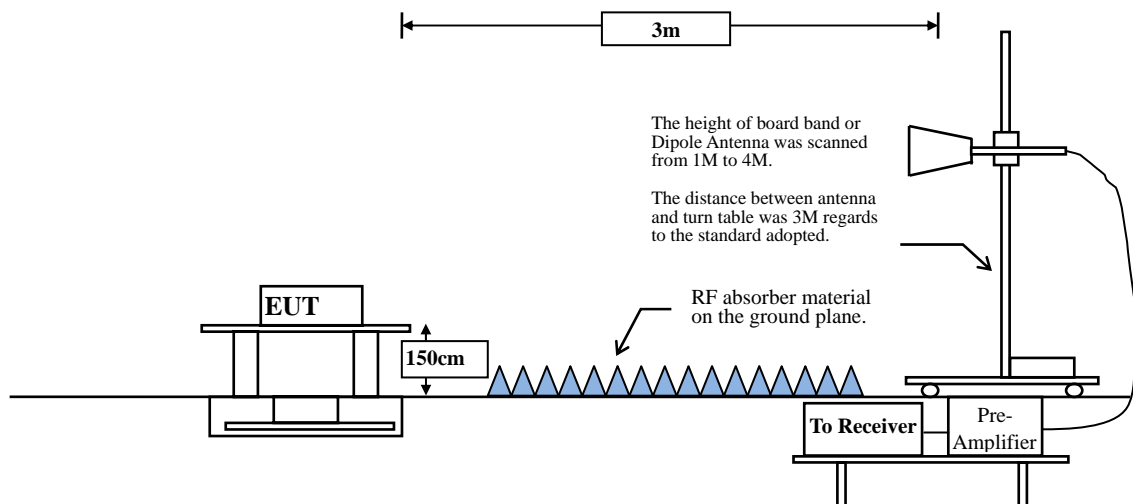 3m
The height of board band or
Dipole Antenna was scanned
from 1M to 4M.
The distance between antenna
and turn table was 3M regards
to the standard adopted.
EUT
150cm
RF absorber material
on the ground plane.
To Receiver
Pre-
Amplifier